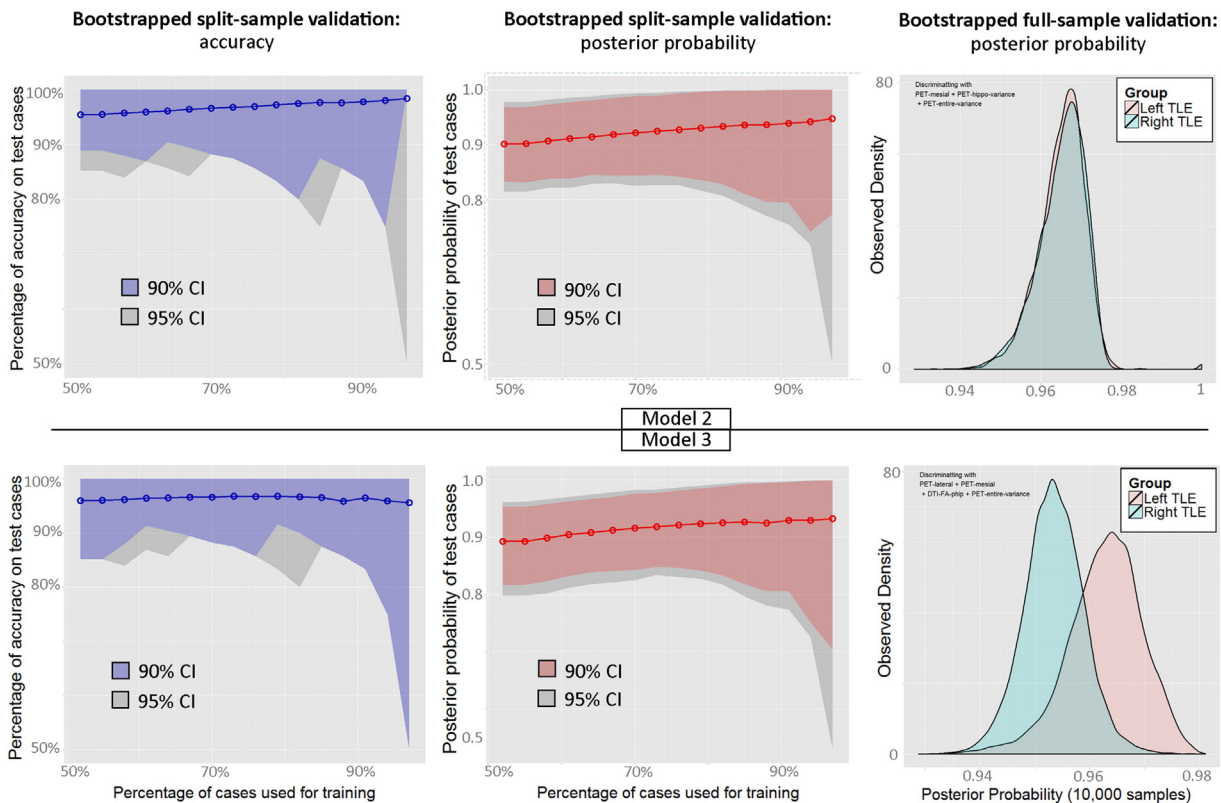 Bootstrapped split-sample validation:
accuracy
Bootstrapped split-sample validation:
posterior probability
Bootstrapped full-sample validation:
posterior probability
Percentage of accuracy on test cases
100%
90%
80%
50%
90% CI
95% CI
50%
70%
90%
Posterior probability of test cases
1.0
0.9
0.8
0.5
90% CI
95% CI
50%
70%
90%
Observed Density
80
0
Discriminatting with
PET-mesial + PET-hippo-variance
+ PET-entire-variance
Group
Left TLE
Right TLE
0.94
0.96
0.98
1
Model 2
Model 3
Percentage of accuracy on test cases
100%
90%
80%
50%
90% CI
95% CI
50%
70%
90%
Percentage of cases used for training
Posterior probability of test cases
1.0
0.9
0.8
0.5
90% CI
95% CI
50%
70%
90%
Percentage of cases used for training
Observed Density
80
0
Discriminatting with
PET-lateral + PET-mesial
+ DTI-FA-phip + PET-entire-variance
Group
Left TLE
Right TLE
0.94
0.96
0.98
Posterior Probability (10,000 samples)